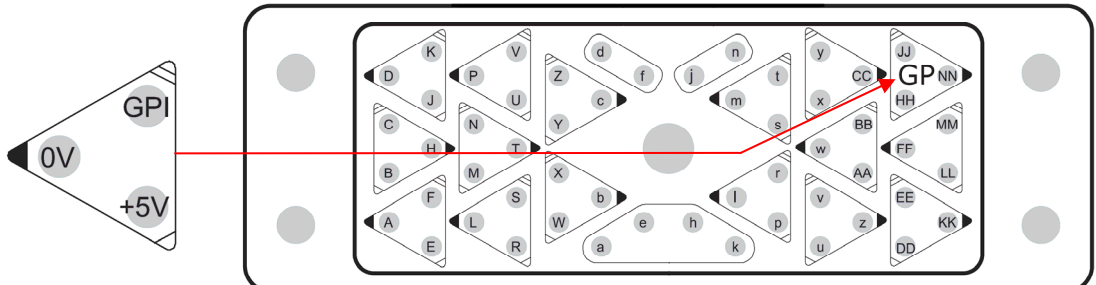 GPI
0V
+5V
K V d n y JJ
D P Z f j t CC GP NN
J U c m x HH
C N Y s BB MM
H T w FF
B M X r AA LL
F S b l v EE
A L W e h p z KK
E R a k u DD